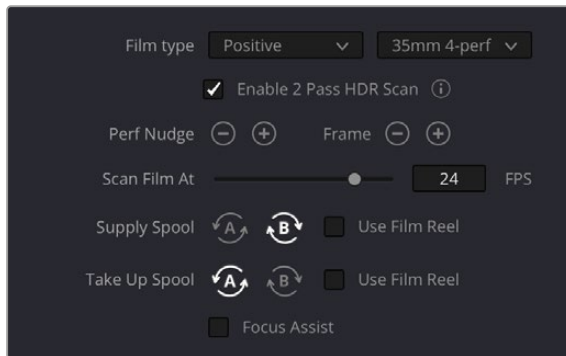 Film type Positive 35mm 4-perf
Enable 2 Pass HDR Scan i
Perf Nudge Frame
Scan Film At 24 FPS
Supply Spool A B Use Film Reel
Take Up Spool A B Use Film Reel
Focus Assist